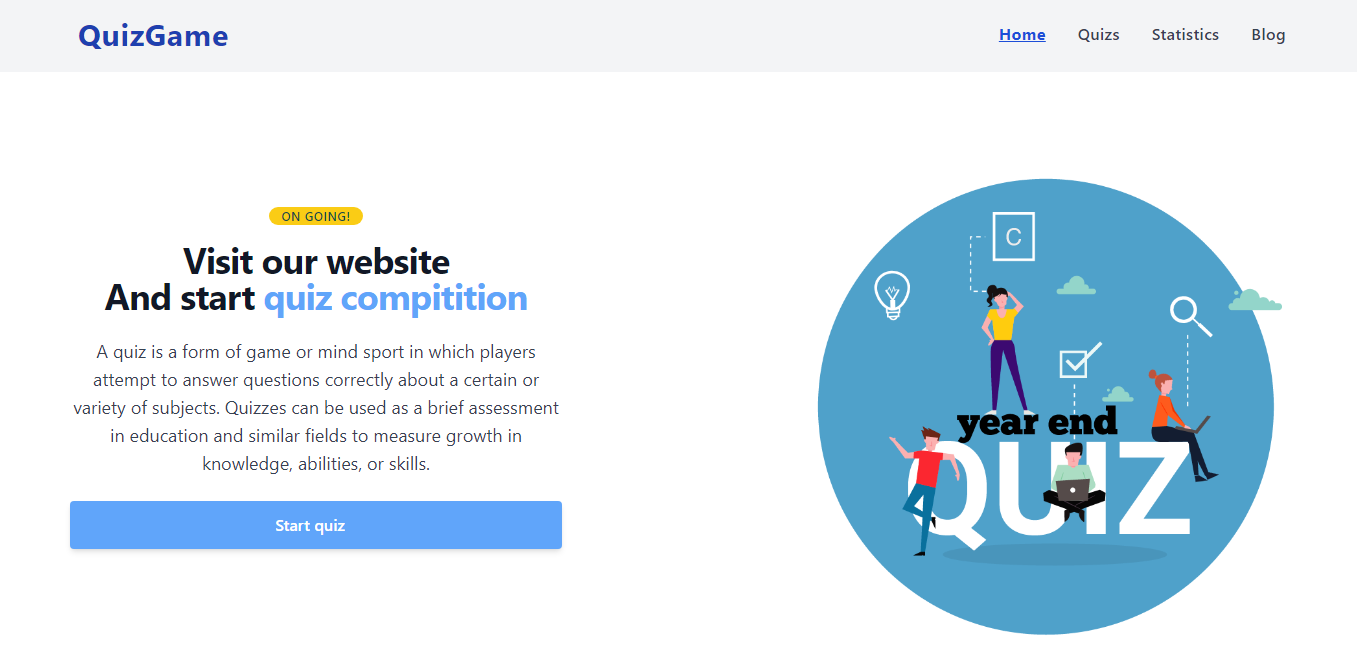 QuizGame
Home
Quizs
Statistics
Blog
ON GOING!
Visit our website
And start quiz compitition
A quiz is a form of game or mind sport in which players
attempt to answer questions correctly about a certain or
variety of subjects. Quizzes can be used as a brief assessment
in education and similar fields to measure growth in
knowledge, abilities, or skills.
Start quiz
C
year end
QUIZ